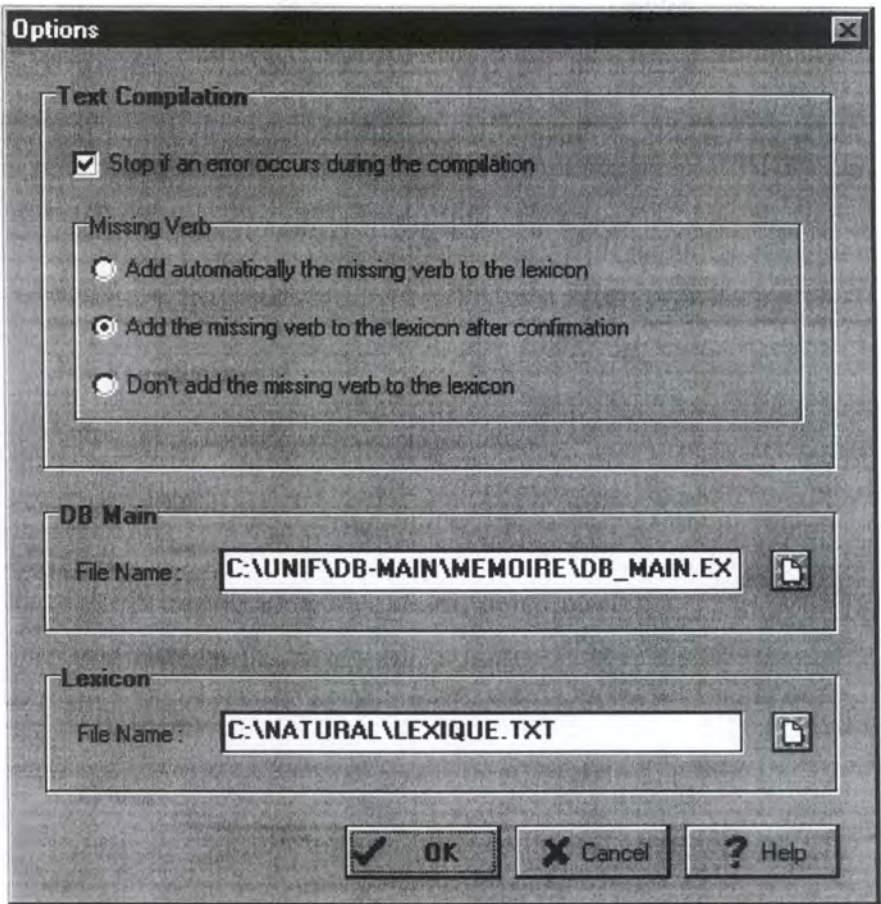 Options
Text Compilation
Stop if an error occurs during the compilation
Missing Verb
Add automatically the missing verb to the lexicon
Add the missing verb to the lexicon after confirmation
Don't add the missing verb to the lexicon
DB Main
File Name : C:\UNIF\DB-MAIN\MEMOIRE\DB_MAIN.EX
Lexicon
File Name : C:\NATURAL\LEXIQUE.TXT
OK Cancel ? Help